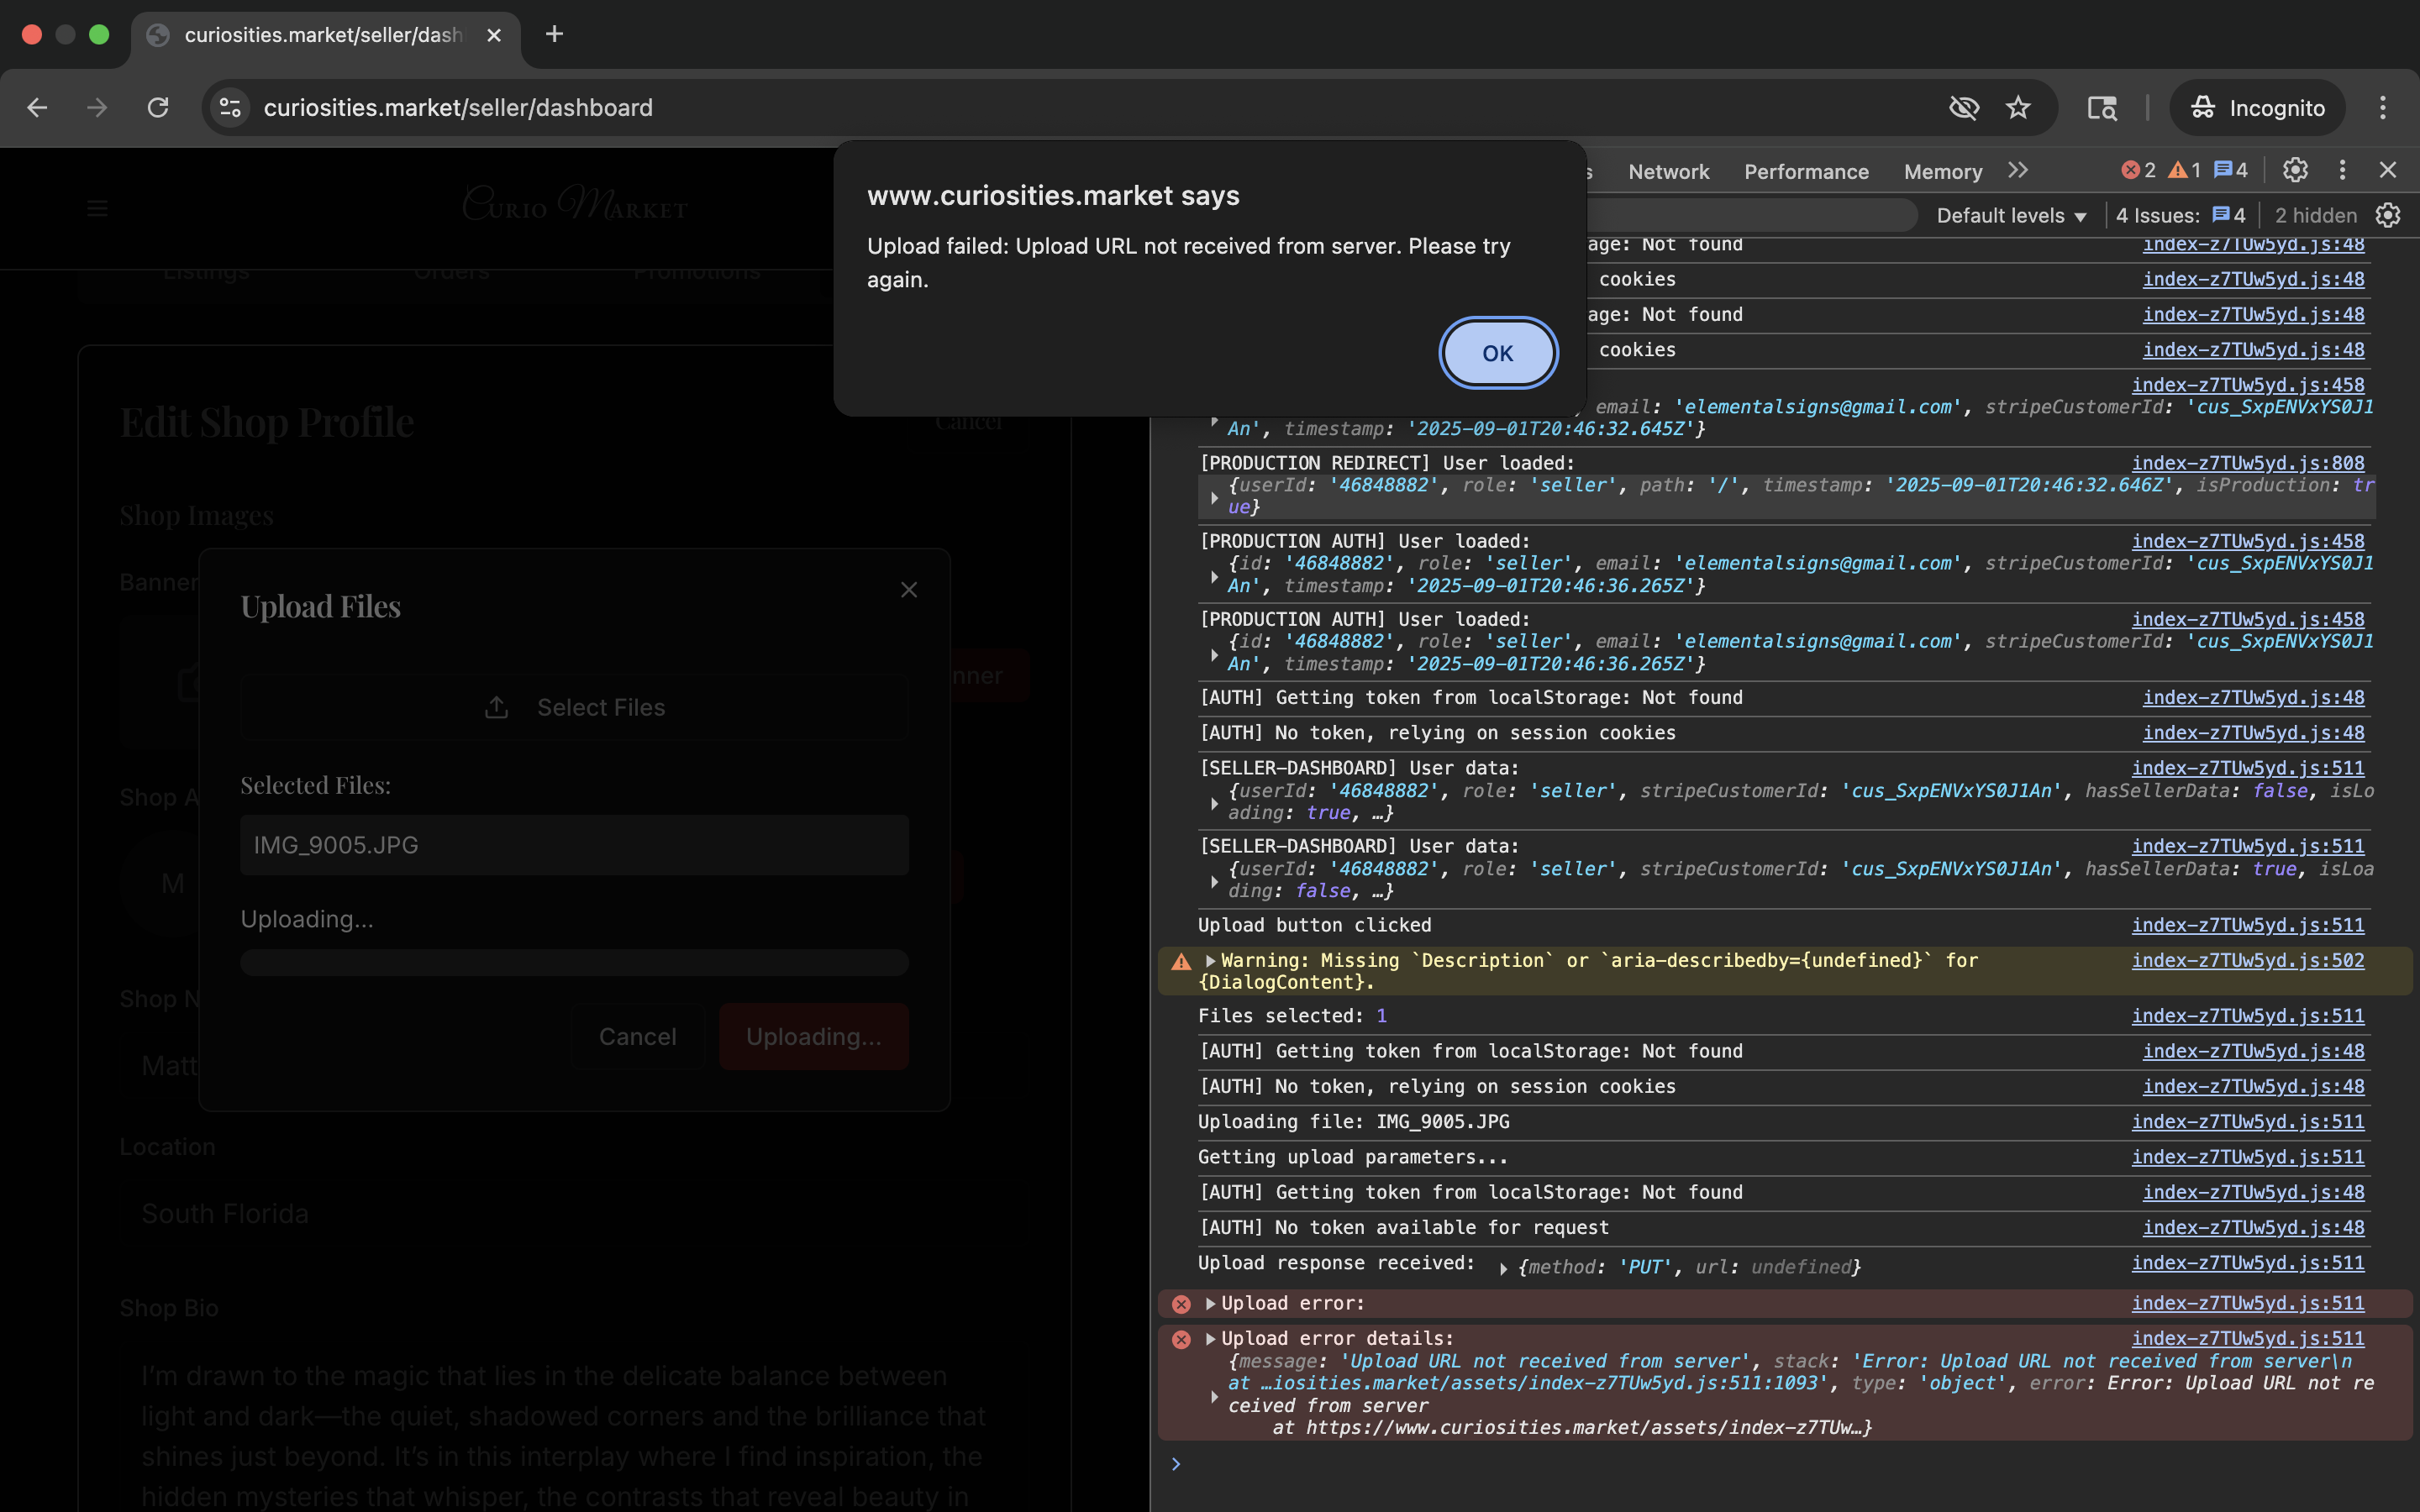 curiosities.market/seller/dash
curiosities.market/seller/dashboard
Incognito
CURIO MARKET
Listings Orders Promotions
Edit Shop Profile
Cancel
Shop Images
Banner
Upload Files
nner
Select Files
Selected Files:
Shop A
IMG_9005.JPG
M
Uploading...
Shop N
Cancel
Uploading...
Matt
Location
South Florida
Shop Bio
I'm drawn to the magic that lies in the delicate balance between
light and dark—the quiet, shadowed corners and the brilliance that
shines just beyond. It's in this interplay where I find inspiration, the
hidden mysteries that whisper, the contrasts that reveal beauty in
www.curiosities.market says
Upload failed: Upload URL not received from server. Please try
again.
OK
s Network Performance Memory 2 1 4
Default levels 4 Issues: 4 2 hidden
age: Not found index-z7TUw5yd.js:48
cookies index-z7TUw5yd.js:48
age: Not found index-z7TUw5yd.js:48
cookies index-z7TUw5yd.js:48
index-z7TUw5yd.js:458
, email: 'elementalsigns@gmail.com', stripeCustomerId: 'cus_SxpENVxYS0J1
An', timestamp: '2025-09-01T20:46:32.645Z'}
[PRODUCTION REDIRECT] User loaded: index-z7TUw5yd.js:808
{userId: '46848882', role: 'seller', path: '/', timestamp: '2025-09-01T20:46:32.646Z', isProduction: tr
ue}
[PRODUCTION AUTH] User loaded: index-z7TUw5yd.js:458
{id: '46848882', role: 'seller', email: 'elementalsigns@gmail.com', stripeCustomerId: 'cus_SxpENVxYS0J1
An', timestamp: '2025-09-01T20:46:36.265Z'}
[PRODUCTION AUTH] User loaded: index-z7TUw5yd.js:458
{id: '46848882', role: 'seller', email: 'elementalsigns@gmail.com', stripeCustomerId: 'cus_SxpENVxYS0J1
An', timestamp: '2025-09-01T20:46:36.265Z'}
[AUTH] Getting token from localStorage: Not found index-z7TUw5yd.js:48
[AUTH] No token, relying on session cookies index-z7TUw5yd.js:48
[SELLER-DASHBOARD] User data: index-z7TUw5yd.js:511
{userId: '46848882', role: 'seller', stripeCustomerId: 'cus_SxpENVxYS0J1An', hasSellerData: false, isLo
ading: true, …}
[SELLER-DASHBOARD] User data: index-z7TUw5yd.js:511
{userId: '46848882', role: 'seller', stripeCustomerId: 'cus_SxpENVxYS0J1An', hasSellerData: true, isLoa
ding: false, …}
Upload button clicked index-z7TUw5yd.js:511
Warning: Missing `Description` or `aria-describedby={undefined}` for index-z7TUw5yd.js:502
{DialogContent}.
Files selected: 1 index-z7TUw5yd.js:511
[AUTH] Getting token from localStorage: Not found index-z7TUw5yd.js:48
[AUTH] No token, relying on session cookies index-z7TUw5yd.js:48
Uploading file: IMG_9005.JPG index-z7TUw5yd.js:511
Getting upload parameters... index-z7TUw5yd.js:511
[AUTH] Getting token from localStorage: Not found index-z7TUw5yd.js:48
[AUTH] No token available for request index-z7TUw5yd.js:48
Upload response received: {method: 'PUT', url: undefined} index-z7TUw5yd.js:511
Upload error: index-z7TUw5yd.js:511
Upload error details: index-z7TUw5yd.js:511
{message: 'Upload URL not received from server', stack: 'Error: Upload URL not received from server\n
at …iosities.market/assets/index-z7TUw5yd.js:511:1093', type: 'object', error: Error: Upload URL not re
ceived from server
at https://www.curiosities.market/assets/index-z7TUw…}